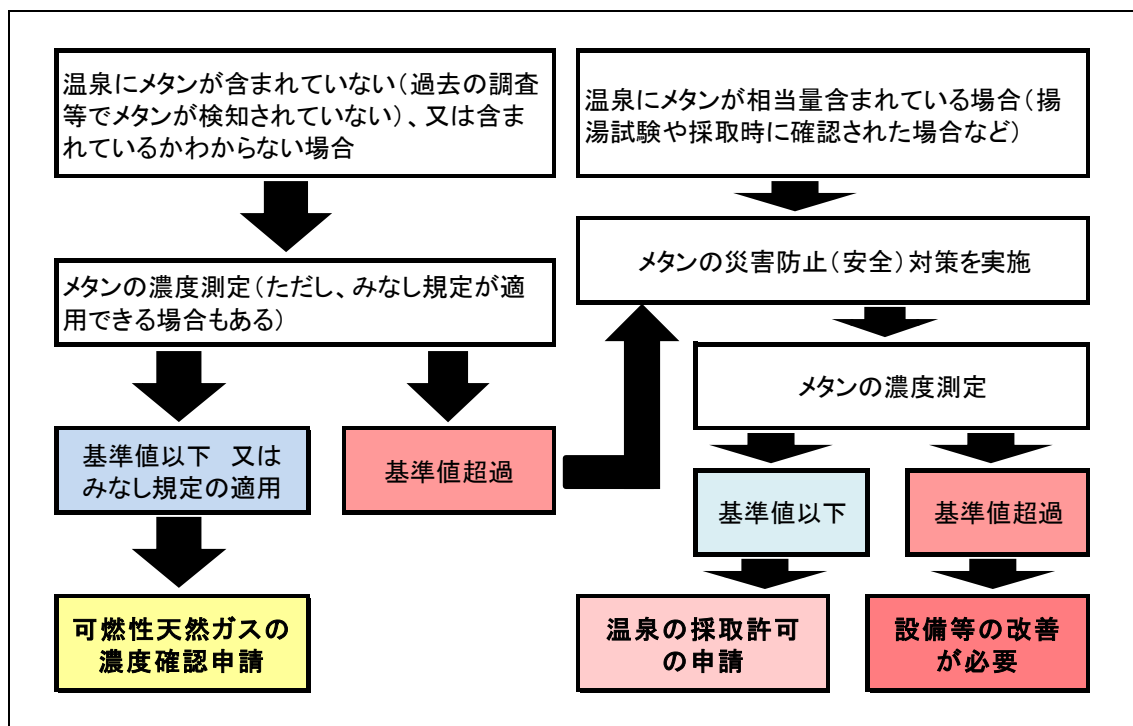 温泉にメタンが含まれていない（過去の調査
等でメタンが検知されていない）、又は含ま
れているかわからない場合
メタンの濃度測定（ただし、みなし規定が適
用できる場合もある）
基準値以下　又は
みなし規定の適用
基準値超過
可燃性天然ガスの
濃度確認申請
温泉にメタンが相当量含まれている場合（揚
湯試験や採取時に確認された場合など）
メタンの災害防止（安全）対策を実施
メタンの濃度測定
基準値以下
基準値超過
温泉の採取許可
の申請
設備等の改善
が必要